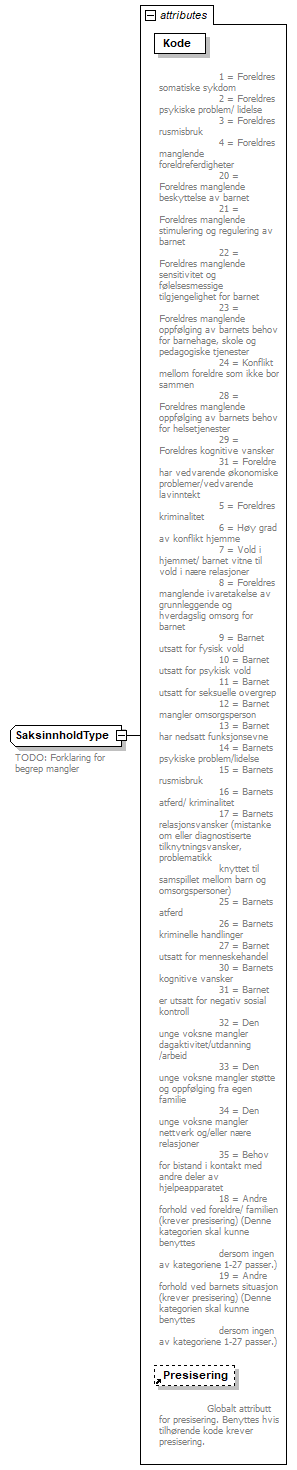 attributes
Kode
1 = Foreldres
somatiske sykdom
2 = Foreldres
psykiske problem/ lidelse
3 = Foreldres
rusmisbruk
4 = Foreldres
manglende
foreldreferdigheter
20 =
Foreldres manglende
beskyttelse av barnet
21 =
Foreldres manglende
stimulering og regulering av
barnet
22 =
Foreldres manglende
sensitivitet og
følelsesmessige
tilgjengelighet for barnet
23 =
Foreldres manglende
oppfølging av barnets behov
for barnehage, skole og
pedagogiske tjenester
24 = Konflikt
mellom foreldre som ikke bor
sammen
28 =
Foreldres manglende
oppfølging av barnets behov
for helsetjenester
29 =
Foreldres kognitive vansker
31 = Foreldre
har vedvarende økonomiske
problemer/vedvarende
lavinntekt
5 = Foreldres
kriminalitet
6 = Høy grad
av konflikt hjemme
7 = Vold i
hjemmet/ barnet vitne til
vold i nære relasjoner
8 = Foreldres
manglende ivaretakelse av
grunnleggende og
hverdagslig omsorg for
barnet
9 = Barnet
utsatt for fysisk vold
10 = Barnet
utsatt for psykisk vold
11 = Barnet
utsatt for seksuelle overgrep
12 = Barnet
mangler omsorgsperson
13 = Barnet
har nedsatt funksjonsevne
14 = Barnets
psykiske problem/lidelse
15 = Barnets
rusmisbruk
16 = Barnets
atferd/ kriminalitet
17 = Barnets
relasjonsvansker (mistanke
om eller diagnostiserte
tilknytningsvansker,
problematikk
knyttet til
samspillet mellom barn og
omsorgspersoner)
25 = Barnets
atferd
26 = Barnets
kriminelle handlinger
27 = Barnet
utsatt for menneskehandel
30 = Barnets
kognitive vansker
31 = Barnet
er utsatt for negativ sosial
kontroll
32 = Den
unge voksne mangler
dagaktivitet/utdanning
/arbeid
33 = Den
unge voksne mangler støtte
og oppfølging fra egen
familie
34 = Den
unge voksne mangler
nettverk og/eller nære
relasjoner
35 = Behov
for bistand i kontakt med
andre deler av
hjelpeapparatet
18 = Andre
forhold ved foreldre/ familien
(krever presisering) (Denne
kategorien skal kunne
benyttes
dersom ingen
av kategoriene 1-27 passer.)
19 = Andre
forhold ved barnets situasjon
(krever presisering) (Denne
kategorien skal kunne
benyttes
dersom ingen
av kategoriene 1-27 passer.)
Presisering
Globalt attributt
for presisering. Benyttes hvis
tilhørende kode krever
presisering.
SaksinnholdType
TODO: Forklaring for
begrep mangler